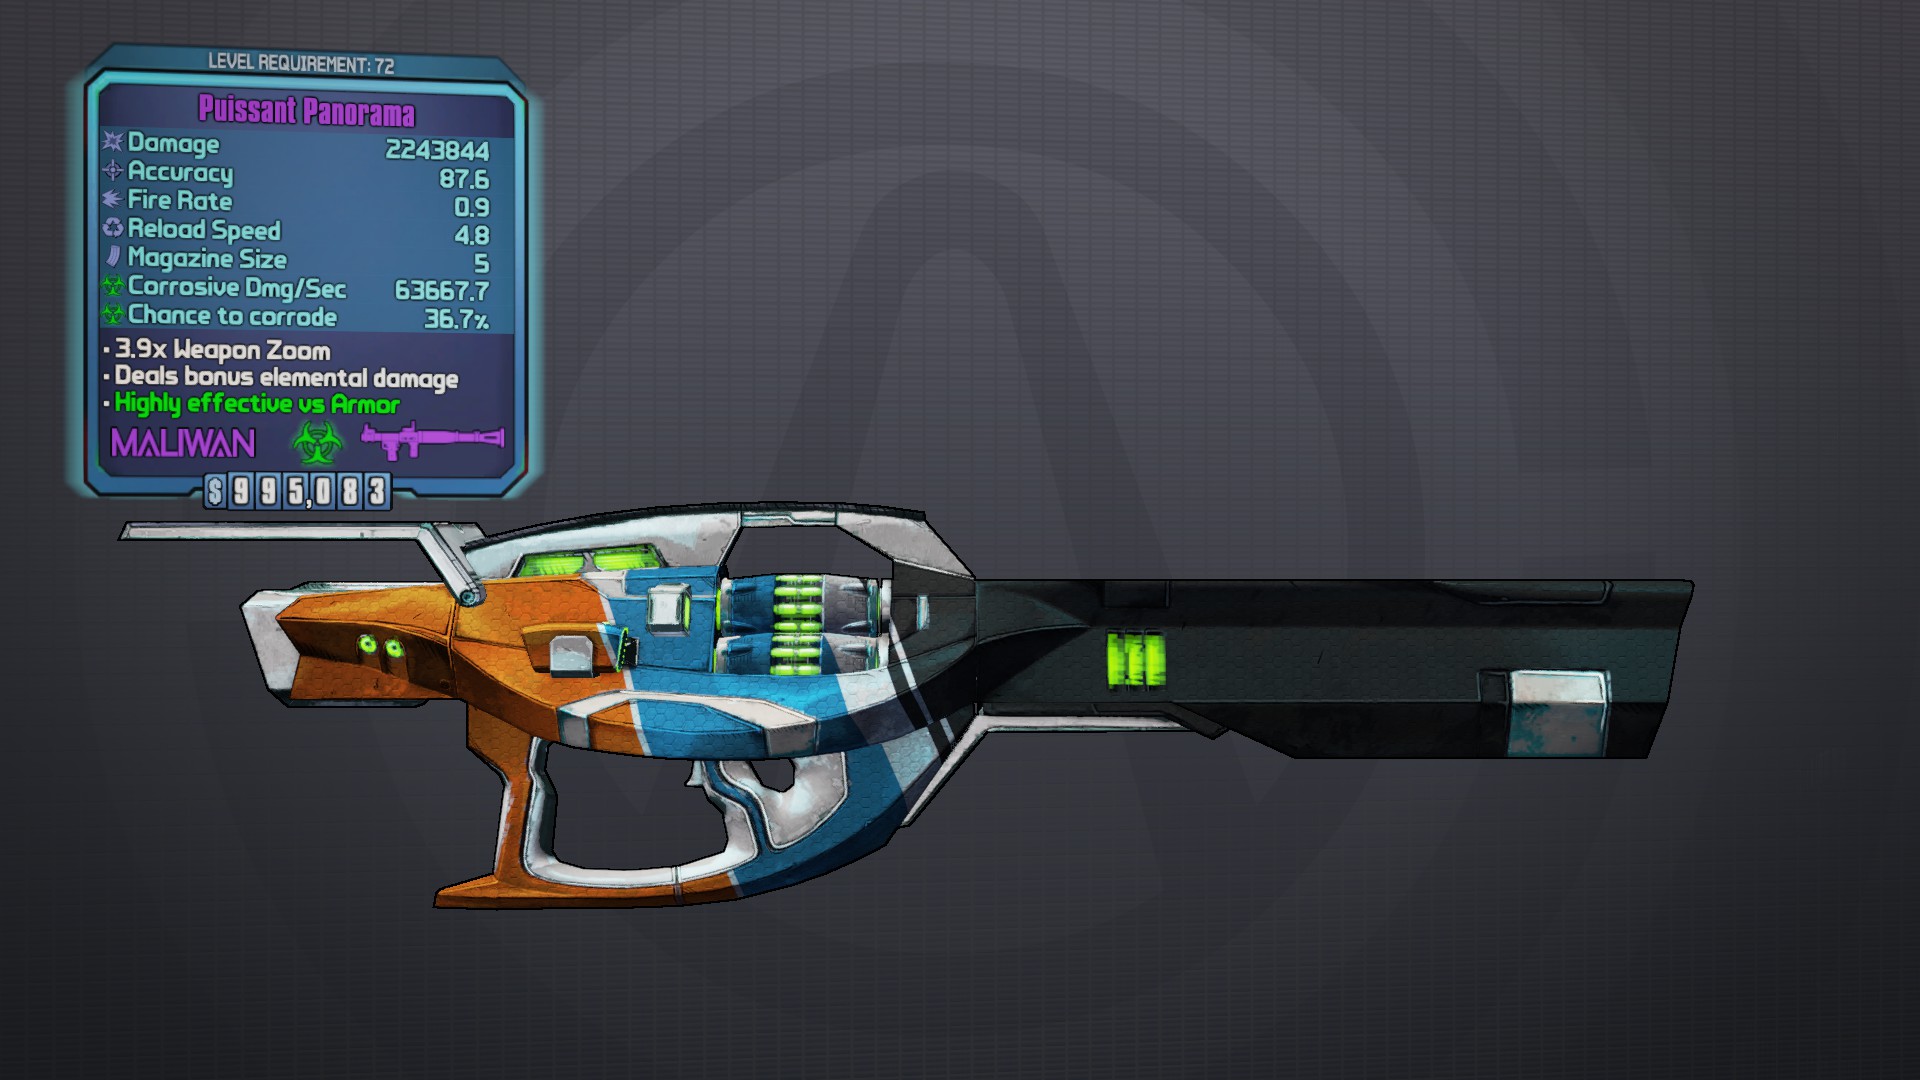 LEVEL REQUIREMENT: 72
Puissant Panorama
Damage 2243844
Accuracy 87.6
Fire Rate 0.9
Reload Speed 4.8
Magazine Size 5
Corrosive Dmg/Sec 63667.7
Chance to corrode 36.7%
· 3.9x Weapon Zoom
· Deals bonus elemental damage
· Highly effective vs Armor
MALIWAN
$995,083